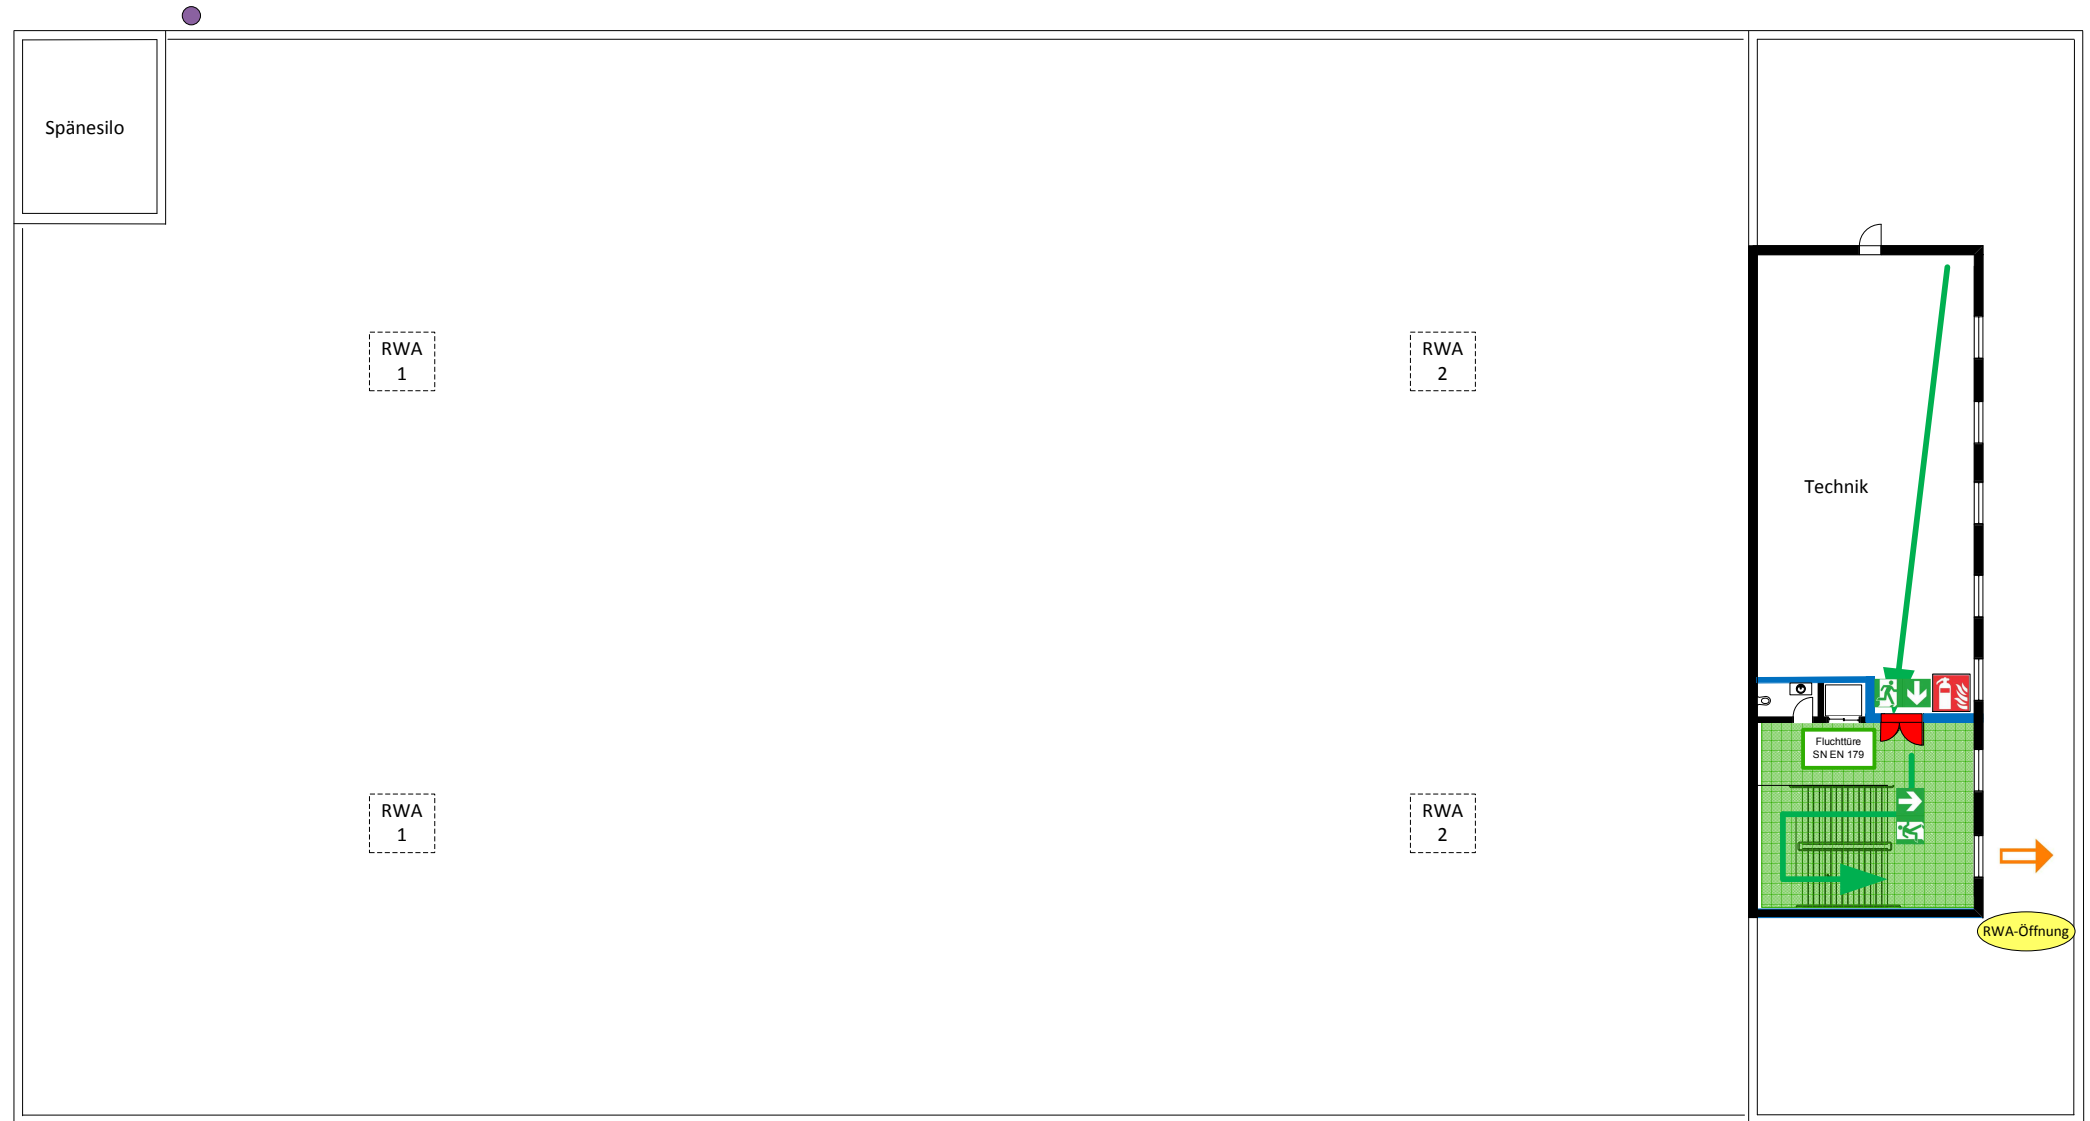 Spänesilo
RWA
1
RWA
2
Technik
Fluchttüre
SN EN 179
RWA
1
RWA
2
RWA-Öffnung